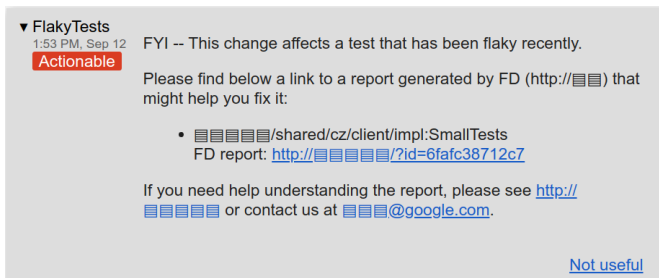 ▼ FlakyTests
1:53 PM, Sep 12
Actionable
FYI -- This change affects a test that has been flaky recently.
Please find below a link to a report generated by FD (http://▤▤) that
might help you fix it:
• ▤▤▤▤▤/shared/cz/client/impl:SmallTests
FD report: http://▤▤▤▤▤/?id=6fafc38712c7
If you need help understanding the report, please see http://
▤▤▤▤▤ or contact us at ▤▤▤@google.com.
Not useful